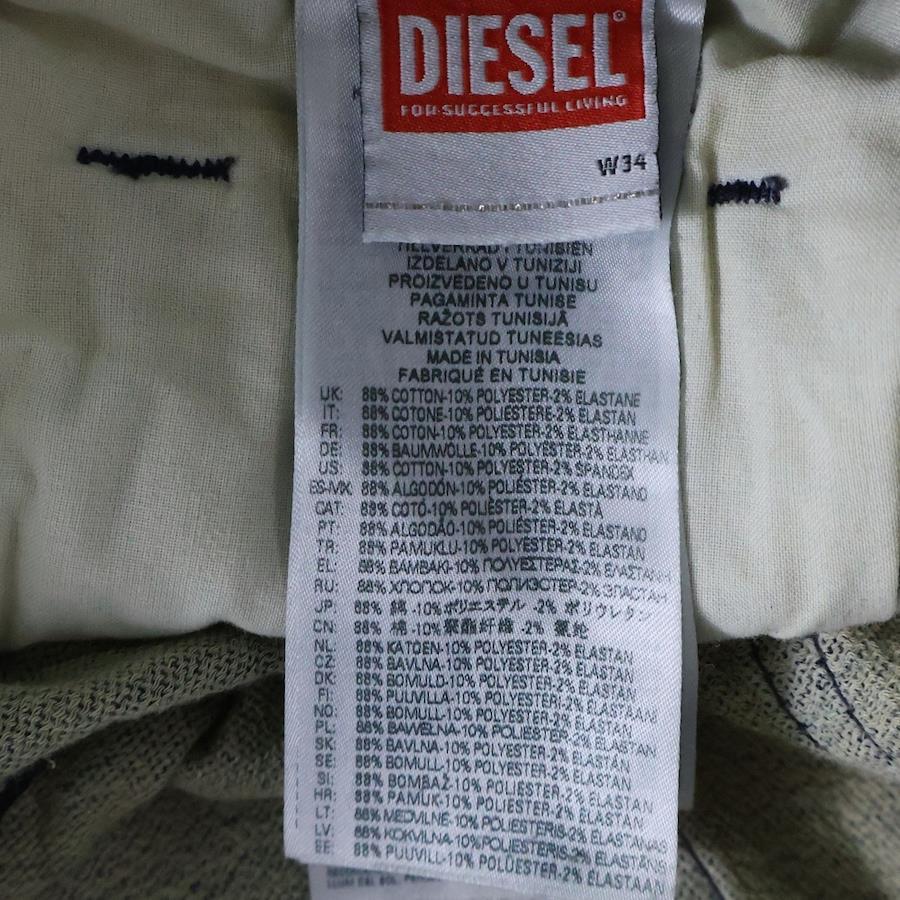 DIESEL
FOR SUCCESSFUL LIVING
W34
TILLVERKAD I TUNISIEN
IZDELANO V TUNIZIJI
PROIZVEDENO U TUNISU
PAGAMINTA TUNISE
RAŽOTS TUNISIJĀ
VALMISTATUD TUNEESIAS
MADE IN TUNISIA
FABRIQUÉ EN TUNISIE
UK: 88% COTTON-10% POLYESTER-2% ELASTANE
IT: 88% COTONE-10% POLIESTERE-2% ELASTAN
FR: 88% COTON-10% POLYESTER-2% ELASTHANNE
DE: 88% BAUMWOLLE-10% POLYESTER-2% ELASTHAN
US: 88% COTTON-10% POLYESTER-2% SPANDEX
ES-MX: 88% ALGODÓN-10% POLIÉSTER-2% ELASTANO
CAT: 88% COTÓ-10% POLIÈSTER-2% ELASTÀ
PT: 88% ALGODÃO-10% POLIÉSTER-2% ELASTANO
TR: 88% PAMUKLU-10% POLYESTER-2% ELASTAN
EL: 88% ΒΑΜΒΑΚΙ-10% ΠΟΛΥΕΣΤΕΡΑΣ-2% ΕΛΑΣΤΑΝΗ
RU: 88% ХЛОПОК-10% ПОЛИЭСТЕР-2% ЭЛАСТАН
JP: 88% 綿 -10% ポリエステル -2% ポリウレタン
CN: 88% 棉 -10% 聚酯纤维 -2% 氨纶
NL: 88% KATOEN-10% POLYESTER-2% ELASTAN
CZ: 88% BAVLNA-10% POLYESTER-2% ELASTAN
DK: 88% BOMULD-10% POLYESTER-2% ELASTAN
FI: 88% PUUVILLA-10% POLYESTER-2% ELASTAANI
NO: 88% BOMULL-10% POLYESTER-2% ELASTAN
PL: 88% BAWEŁNA-10% POLIESTER-2% ELASTAN
SK: 88% BAVLNA-10% POLYESTER-2% ELASTAN
SE: 88% BOMULL-10% POLYESTER-2% ELASTAN
SI: 88% BOMBAŽ-10% POLIESTER-2% ELASTAN
HR: 88% PAMUK-10% POLIESTER-2% ELASTAN
LT: 88% MEDVILNĖ-10% POLIESTERIS-2% ELASTANAS
LV: 88% KOKVILNA-10% POLIESTERIS-2% ELASTĀNS
EE: 88% PUUVILL-10% POLÜESTER-2% ELASTAAN